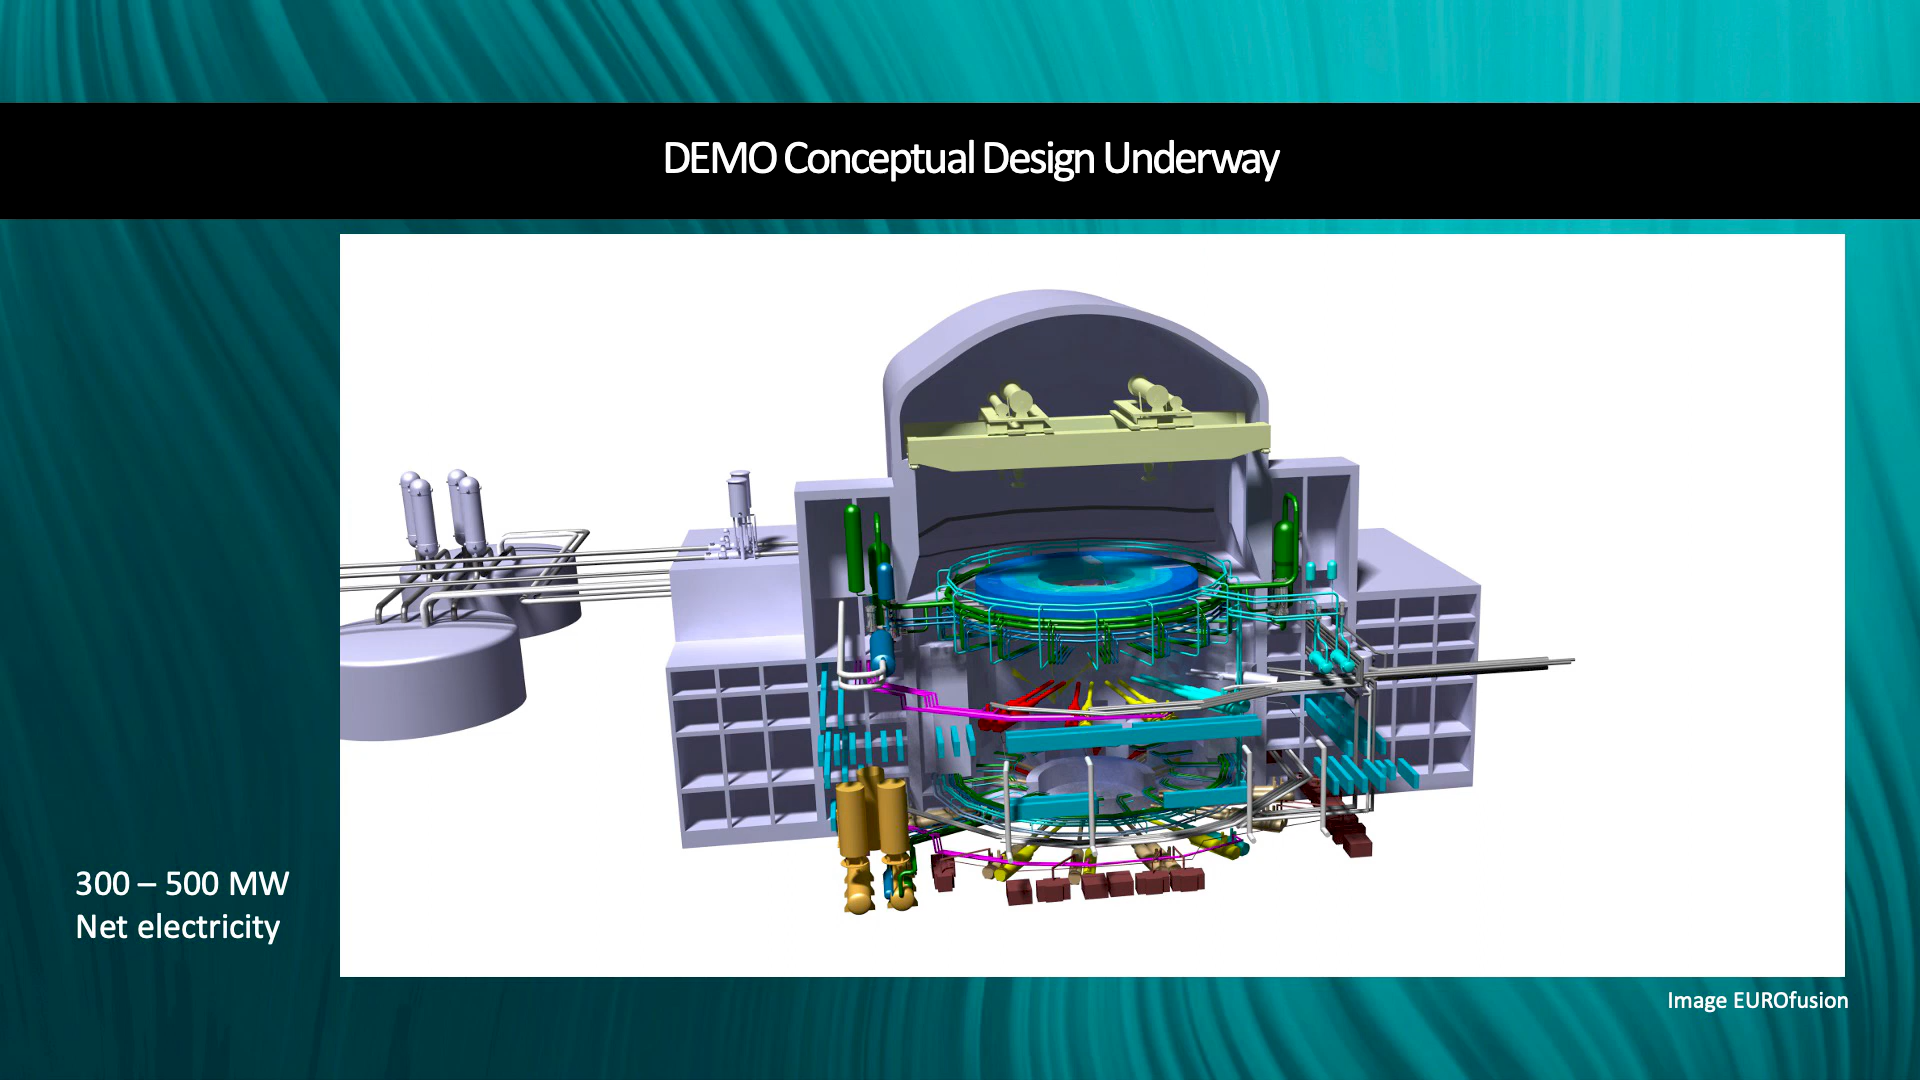 DEMO Conceptual Design Underway
300 – 500 MW
Net electricity
Image EUROfusion